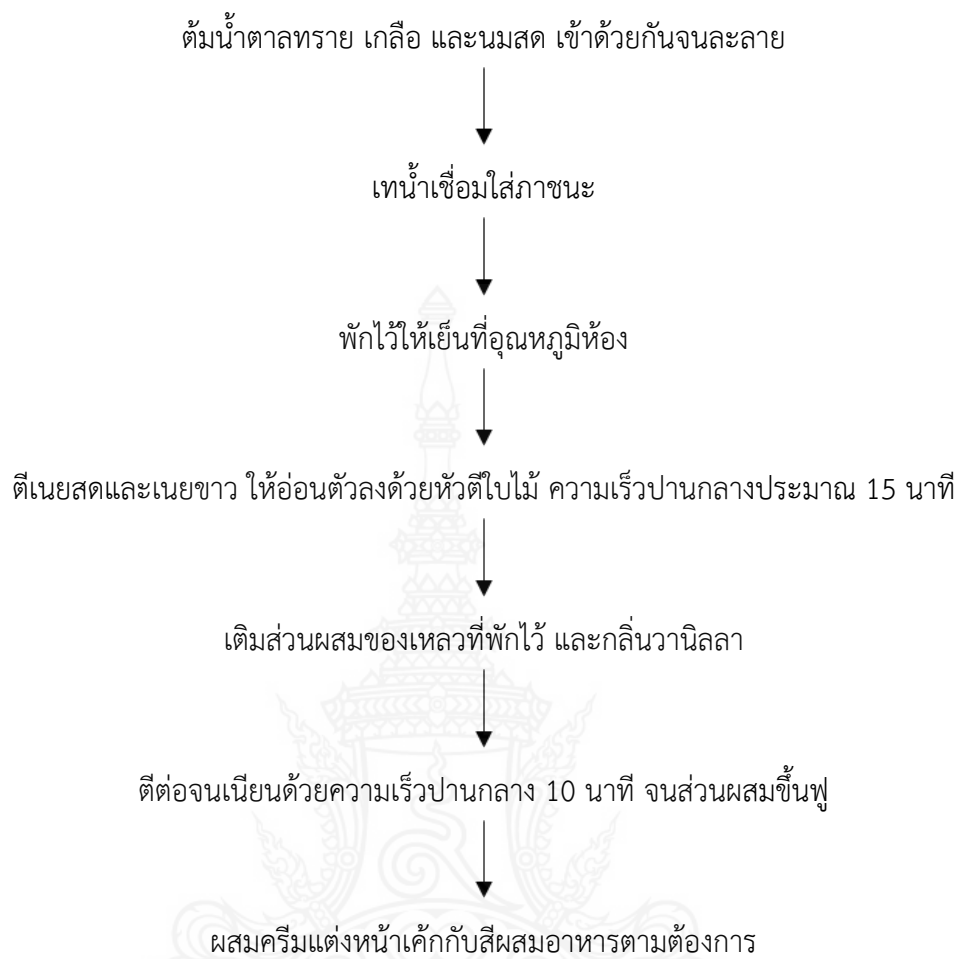 ต้มน้ำตาลทราย เกลือ และนมสด เข้าด้วยกันจนละลาย
เทน้ำเชื่อมใส่ภาชนะ
พักไว้ให้เย็นที่อุณหภูมิห้อง
ตีเนยสดและเนยขาว ให้อ่อนตัวลงด้วยหัวตีใบไม้ ความเร็วปานกลางประมาณ 15 นาที
เติมส่วนผสมของเหลวที่พักไว้ และกลิ่นวานิลลา
ตีต่อจนเนียนด้วยความเร็วปานกลาง 10 นาที จนส่วนผสมขึ้นฟู
ผสมครีมแต่งหน้าเค้กกับสีผสมอาหารตามต้องการ